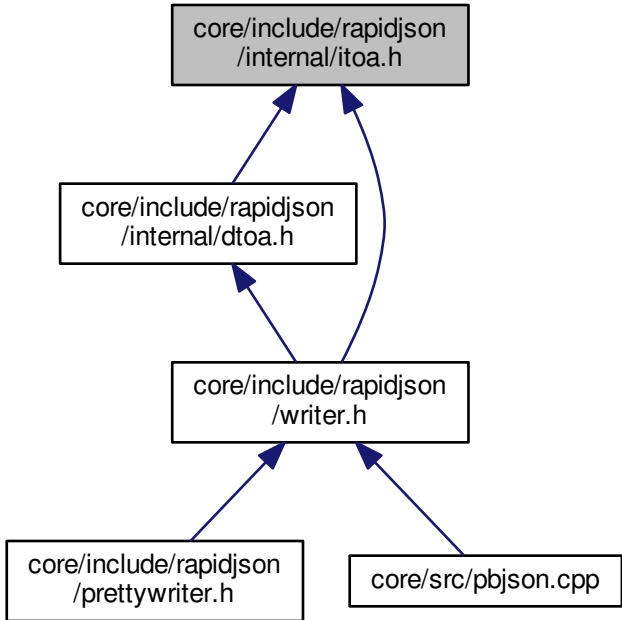 core/include/rapidjson
/internal/itoa.h
core/include/rapidjson
/internal/dtoa.h
core/include/rapidjson
/writer.h
core/include/rapidjson
/prettywriter.h
core/src/pbjson.cpp